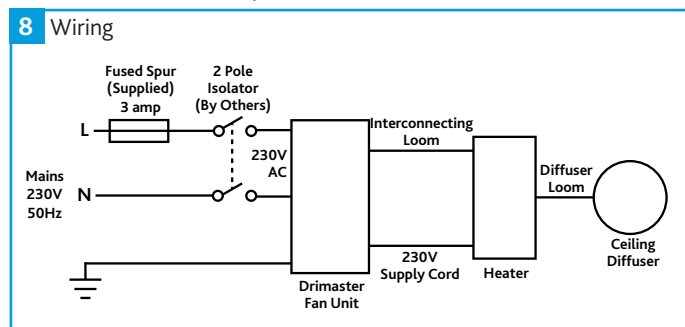 8 Wiring
Fused Spur
(Supplied)
3 amp
2 Pole
Isolator
(By Others)
L
Mains
230V
50Hz
N
230V
AC
Interconnecting
Loom
230V
Supply Cord
Drimaster
Fan Unit
Heater
Diffuser
Loom
Ceiling
Diffuser